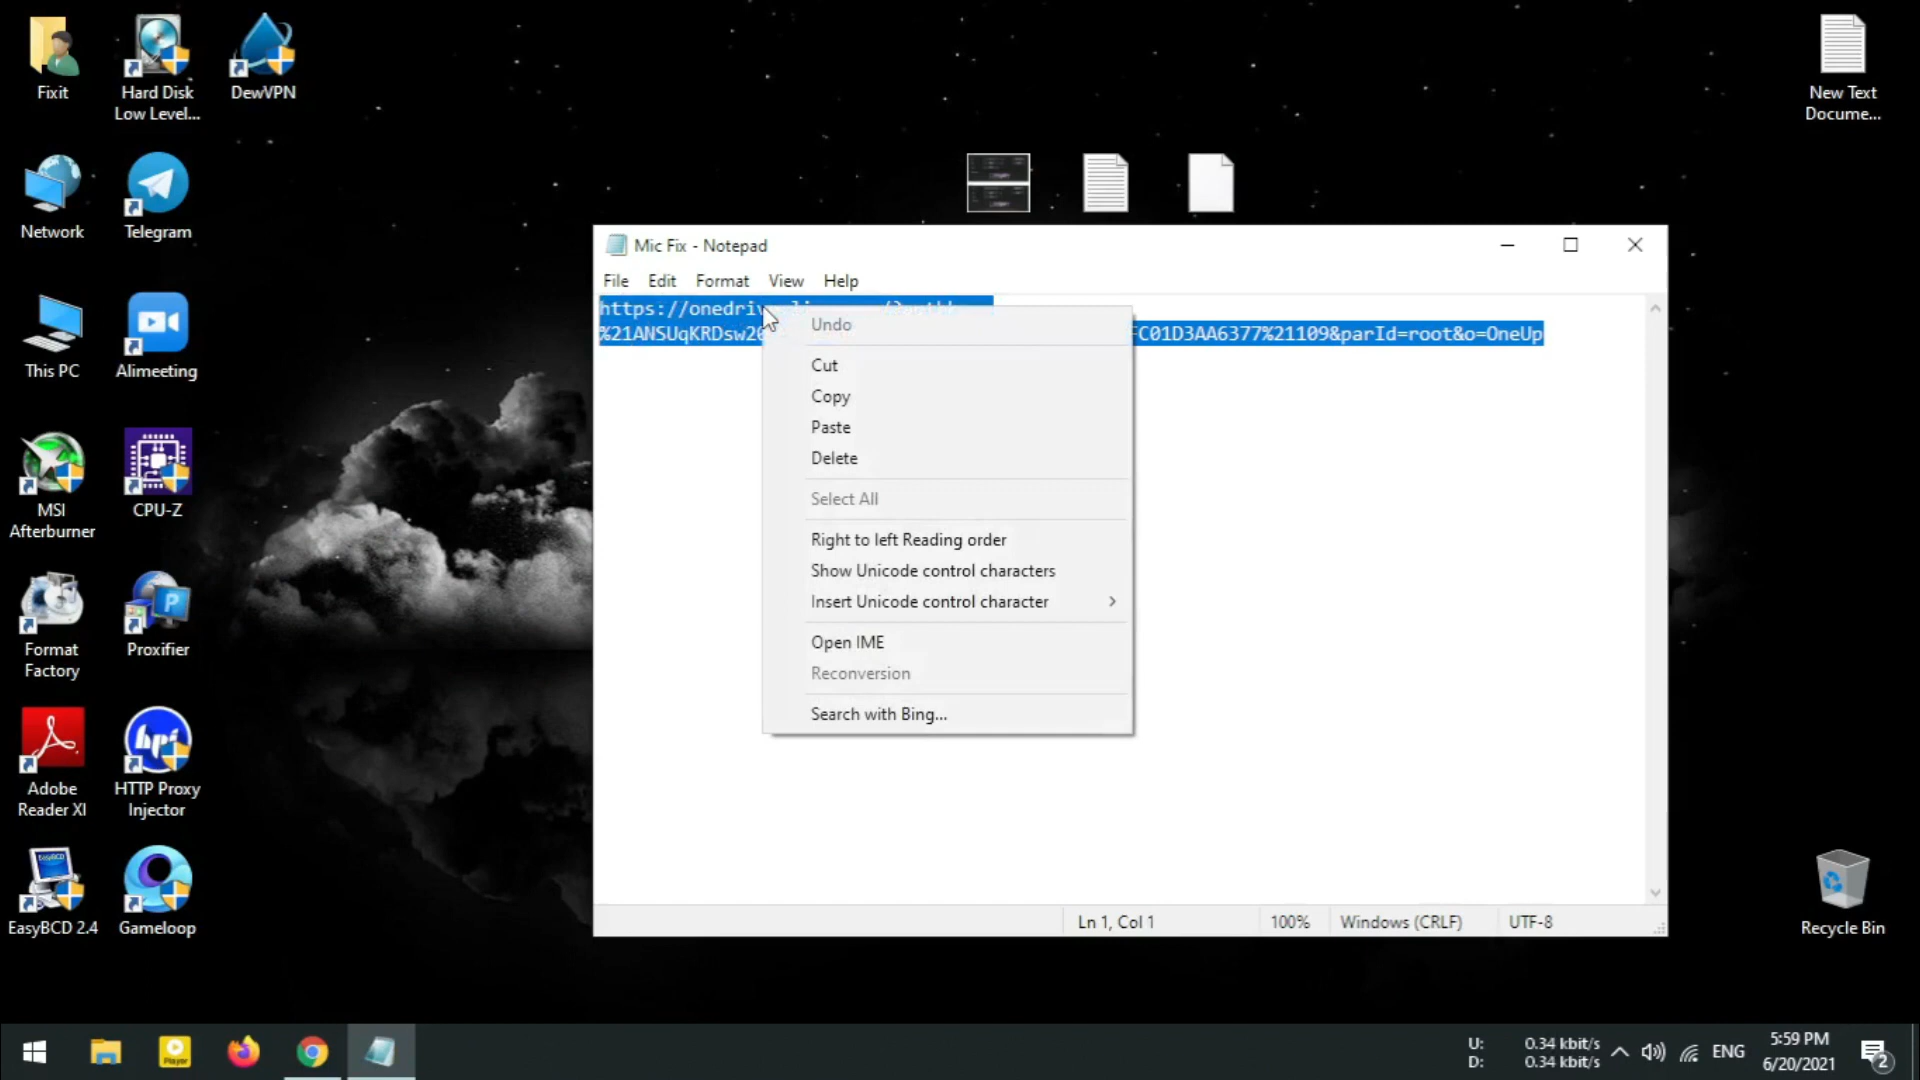 Fixit
Hard Disk
Low Level...
DewVPN
New Text
Docume...
Network
Telegram
This PC
Alimeeting
MSI
Afterburner
CPU-Z
Format
Factory
Proxifier
Adobe
Reader XI
HTTP Proxy
Injector
EasyBCD 2.4
Gameloop
Recycle Bin
Mic Fix - Notepad
File Edit Format View Help
https://onedriv
%21ANSUqKRDsw2 C01D3AA6377%21109&parId=root&o=OneUp
Undo
Cut
Copy
Paste
Delete
Select All
Right to left Reading order
Show Unicode control characters
Insert Unicode control character
Open IME
Reconversion
Search with Bing...
Ln 1, Col 1 100% Windows (CRLF) UTF-8
Player
U: 0.34 kbit/s
D: 0.34 kbit/s
ENG
5:59 PM
6/20/2021
2